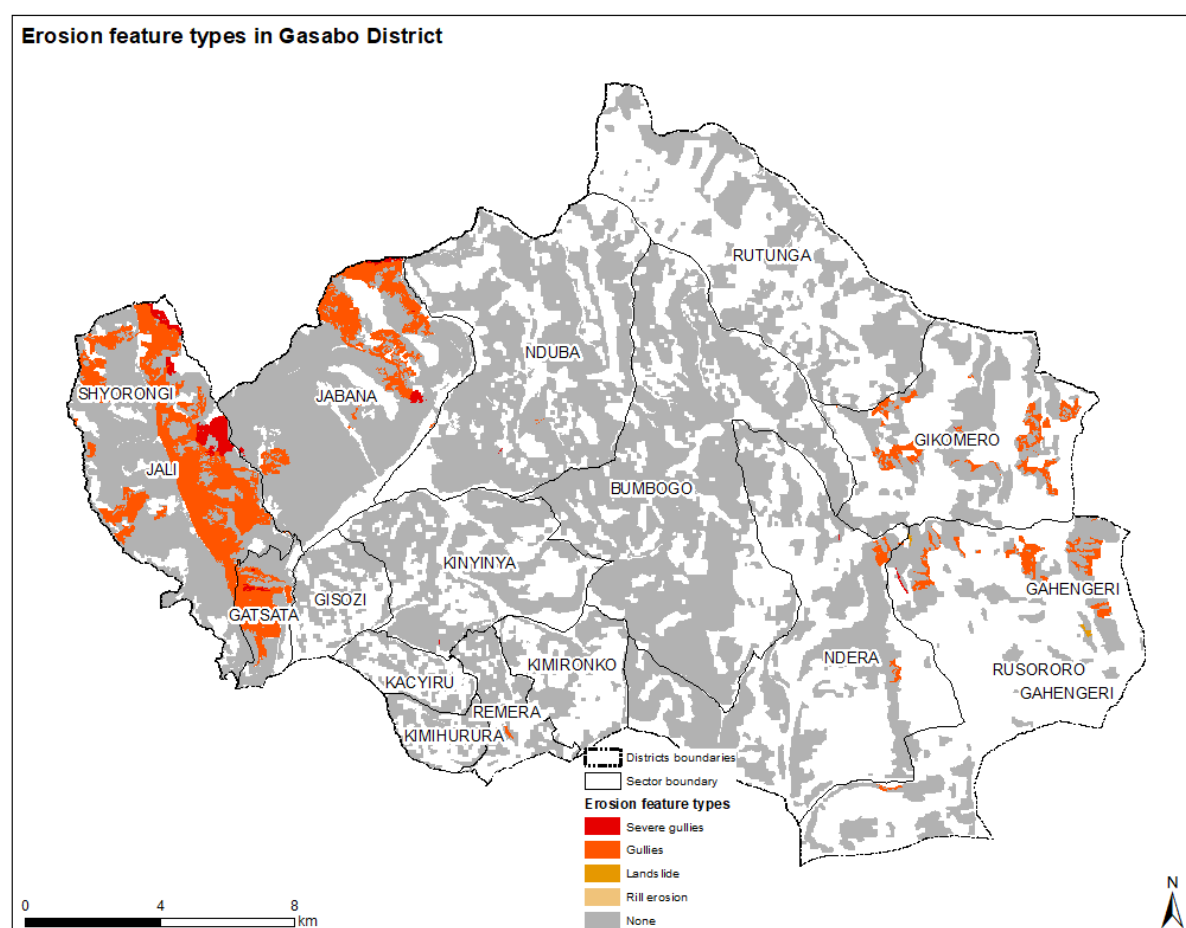 Erosion feature types in Gasabo District
RUTUNGA
NDUBA
SHYORONGI
JABANA
GIKOMERO
JALI
BUMBOGO
KINYINYA
GISOZI
GATSATA
GAHENGERI
KIMIRONKO
NDERA
RUSORORO
KACYIRU
GAHENGERI
REMERA
KIMIHURURA
Districts boundaries
Sector boundary
Erosion feature types
Severe gullies
Gullies
Landslide
Rill erosion
None
0 4 8
km
N